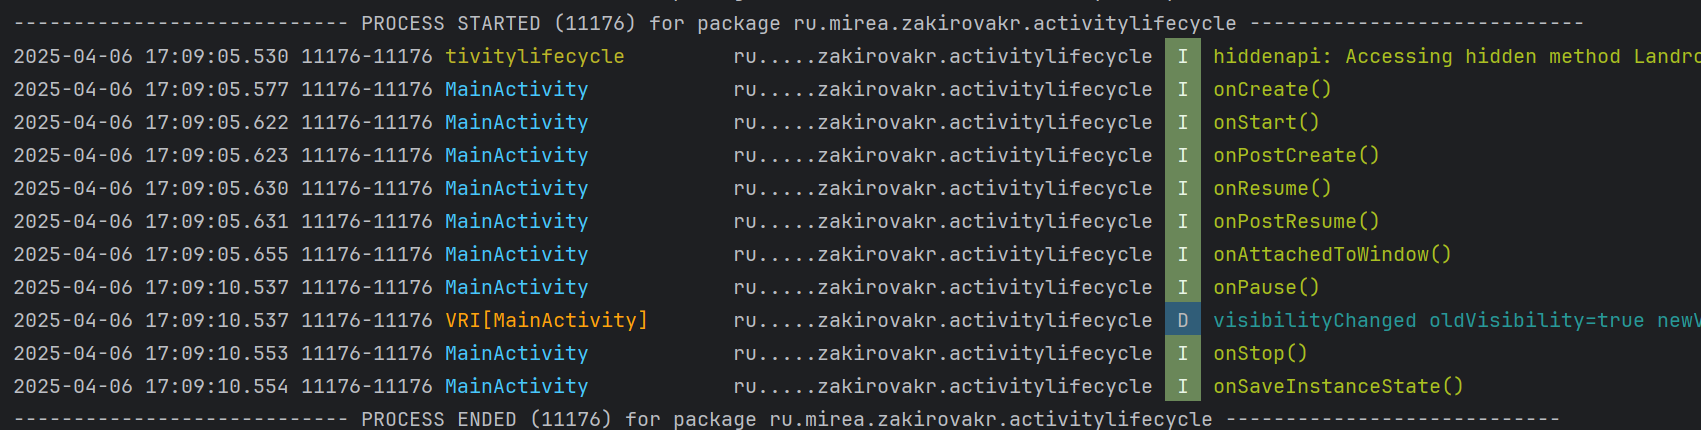 ---------------------------- PROCESS STARTED (11176) for package ru.mirea.zakirovakr.activitylifecycle ----------------------------
2025-04-06 17:09:05.530 11176-11176 tivitylifecycle ru.....zakirovakr.activitylifecycle I hiddenapi: Accessing hidden method Landro
2025-04-06 17:09:05.577 11176-11176 MainActivity ru.....zakirovakr.activitylifecycle I onCreate()
2025-04-06 17:09:05.622 11176-11176 MainActivity ru.....zakirovakr.activitylifecycle I onStart()
2025-04-06 17:09:05.623 11176-11176 MainActivity ru.....zakirovakr.activitylifecycle I onPostCreate()
2025-04-06 17:09:05.630 11176-11176 MainActivity ru.....zakirovakr.activitylifecycle I onResume()
2025-04-06 17:09:05.631 11176-11176 MainActivity ru.....zakirovakr.activitylifecycle I onPostResume()
2025-04-06 17:09:05.655 11176-11176 MainActivity ru.....zakirovakr.activitylifecycle I onAttachedToWindow()
2025-04-06 17:09:10.537 11176-11176 MainActivity ru.....zakirovakr.activitylifecycle I onPause()
2025-04-06 17:09:10.537 11176-11176 VRI[MainActivity] ru.....zakirovakr.activitylifecycle D visibilityChanged oldVisibility=true newV
2025-04-06 17:09:10.553 11176-11176 MainActivity ru.....zakirovakr.activitylifecycle I onStop()
2025-04-06 17:09:10.554 11176-11176 MainActivity ru.....zakirovakr.activitylifecycle I onSaveInstanceState()
---------------------------- PROCESS ENDED (11176) for package ru.mirea.zakirovakr.activitylifecycle ----------------------------